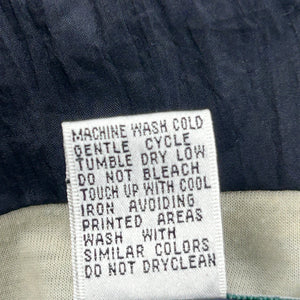 MACHINE WASH COLD
GENTLE CYCLE
TUMBLE DRY LOW
DO NOT BLEACH
TOUCH UP WITH COOL
IRON AVOIDING
PRINTED AREAS
WASH WITH
SIMILAR COLORS
DO NOT DRYCLEAN